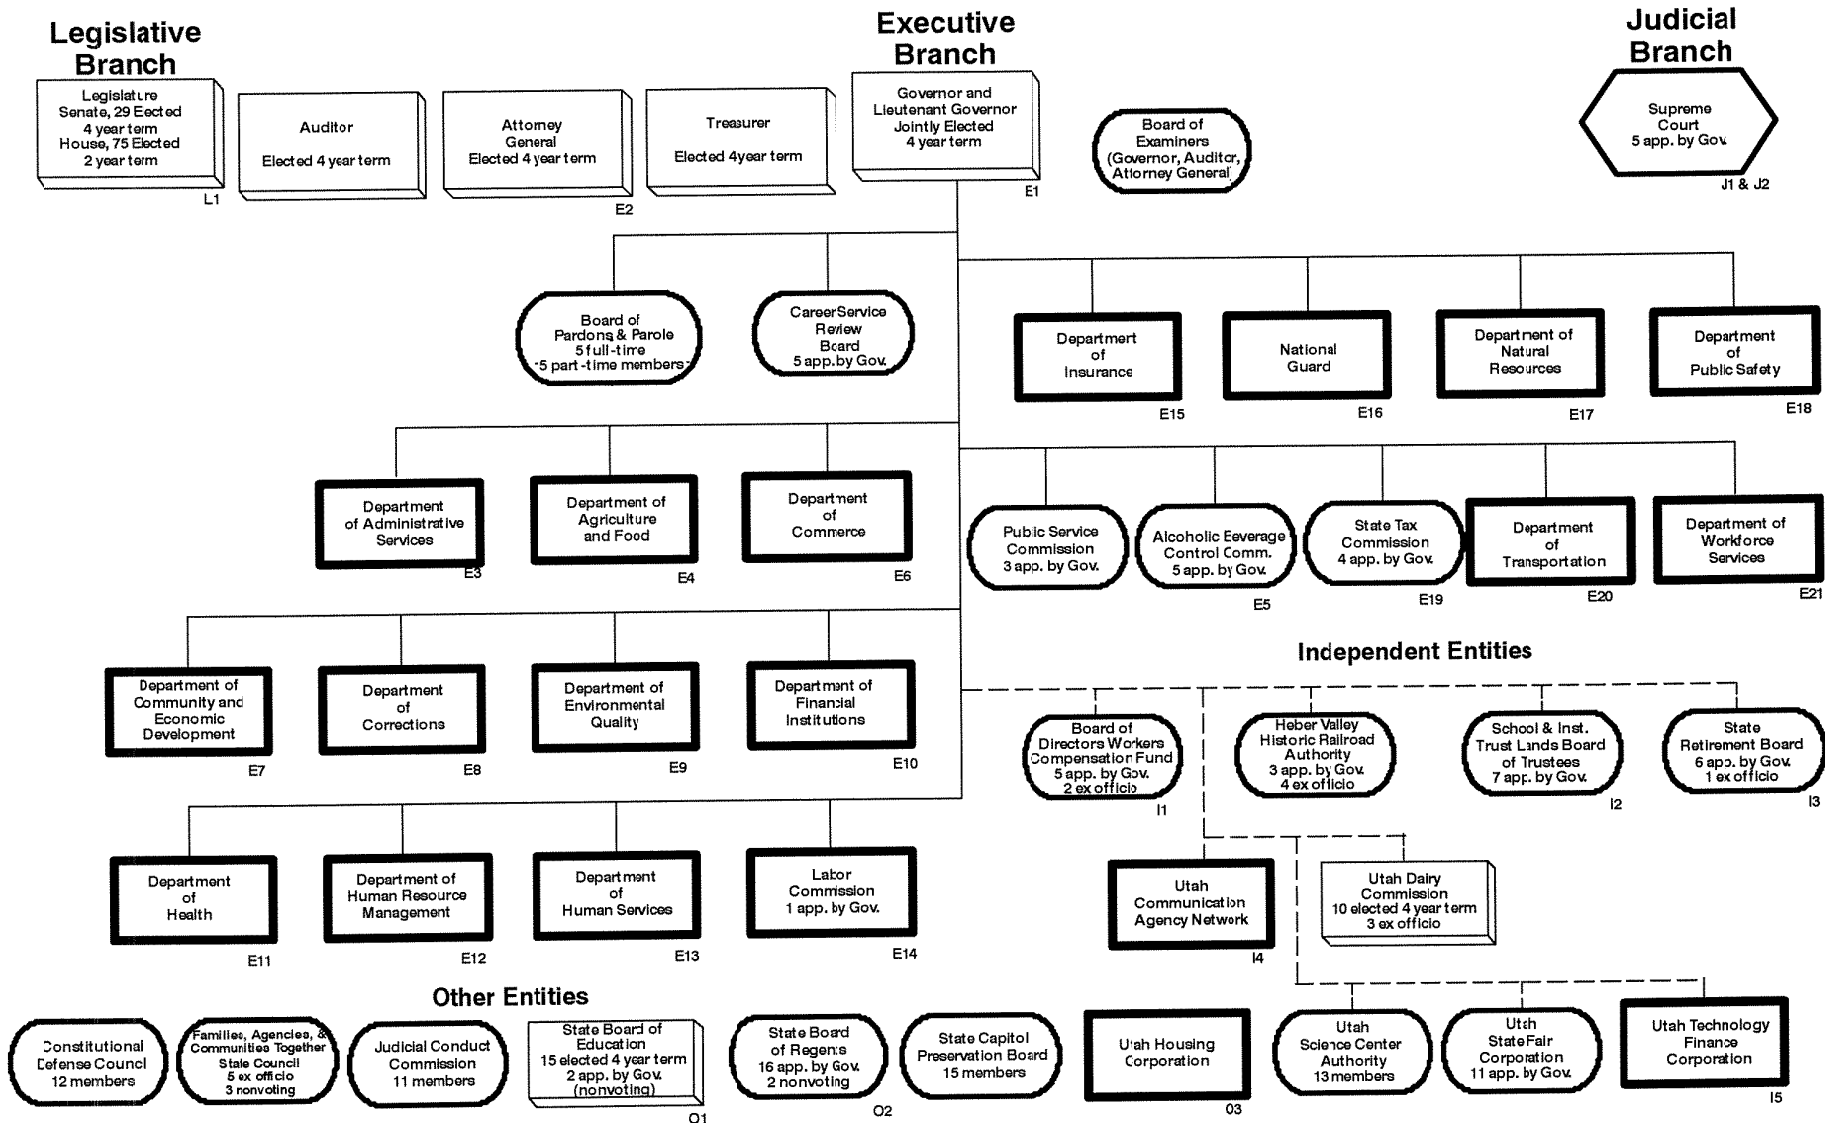 Legislative
Branch
Executive
Branch
Judicial
Branch
Legislature
Senate, 29 Eected
4 year term
House, 75 Elected
2 year term
L1
Auditor
Elected 4 year term
Attorney
General
Elected 4 year term
E2
Treasurer
Elected 4year term
Governor and
Lieutenant Governor
Jointly Elected
4 year term
E1
Board of
Examiners
(Governor, Auditor,
Attorney General)
Supreme
Court
5 app. by Gov.
J1 & J2
Board of
Pardons & Parole
5 full-time
5 part-time members
Career Service
Review
Board
5 app.by Gov.
Department
of
Insurance
E15
National
Guard
E16
Department of
Natural
Resources
E17
Department
of
Public Safety
E18
Department
of Administrative
Services
E3
Department of
Agriculture
and Food
E4
Department
of
Commerce
E6
Public Service
Commission
3 app. by Gov.
Alcoholic Beverage
Control Comm.
5 app. by Gov.
E5
State Tax
Commission
4 app. by Gov.
E19
Department
of
Transportation
E20
Department of
Workforce
Services
E21
Department of
Community and
Economic
Development
E7
Department
of
Corrections
E8
Department of
Environmental
Quality
E9
Department of
Financial
Institutions
E10
Independent Entities
Board of
Directors Workers
Compensation Fund
5 app. by Gov.
2 ex officio
I1
Heber Valley
Historic Railroad
Authority
3 app. by Gov.
4 ex officio
School & Inst.
Trust Lands Board
of Trustees
7 app. by Gov.
I2
State
Retirement Board
6 app. by Gov.
1 ex officio
I3
Department
of
Health
E11
Department of
Human Resource
Management
E12
Department
of
Human Services
E13
Labor
Commission
1 app. by Gov.
E14
Utah
Communication
Agency Network
I4
Utah Dairy
Commission
10 elected 4 year term
3 ex officio
Other Entities
Constitutional
Defense Council
12 members
Families, Agencies, &
Communities Together
State Council
5 ex officio
3 nonvoting
Judicial Conduct
Commission
11 members
State Board of
Education
15 elected 4 year term
2 app. by Gov.
(nonvoting)
O1
State Board
of Regents
16 app. by Gov.
2 nonvoting
O2
State Capitol
Preservation Board
15 members
Utah Housing
Corporation
03
Utah
Science Center
Authority
13 members
Utah
State Fair
Corporation
11 app. by Gov.
Utah Technology
Finance
Corporation
I5